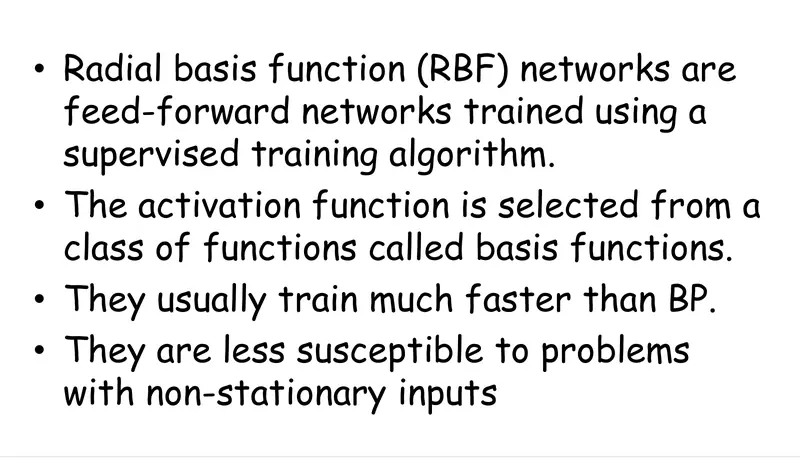 • Radial basis function (RBF) networks are
feed-forward networks trained using a
supervised training algorithm.
• The activation function is selected from a
class of functions called basis functions.
• They usually train much faster than BP.
• They are less susceptible to problems
with non-stationary inputs